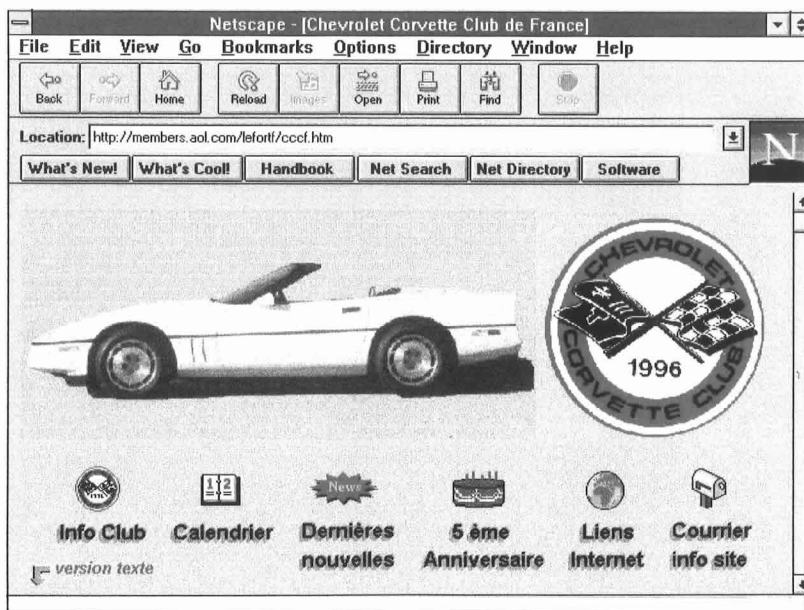 Netscape - [Chevrolet Corvette Club de France]
File Edit View Go Bookmarks Options Directory Window Help
Back Forward Home Reload Images Open Print Find Stop
Location: http://members.aol.com/lefortf/cccf.htm
N
What's New! What's Cool! Handbook Net Search Net Directory Software
CHEVROLET
1996
CORVETTE CLUB
1 2
News
Info Club Calendrier Dernières nouvelles 5 ème Anniversaire Liens Internet Courrier info site
version texte